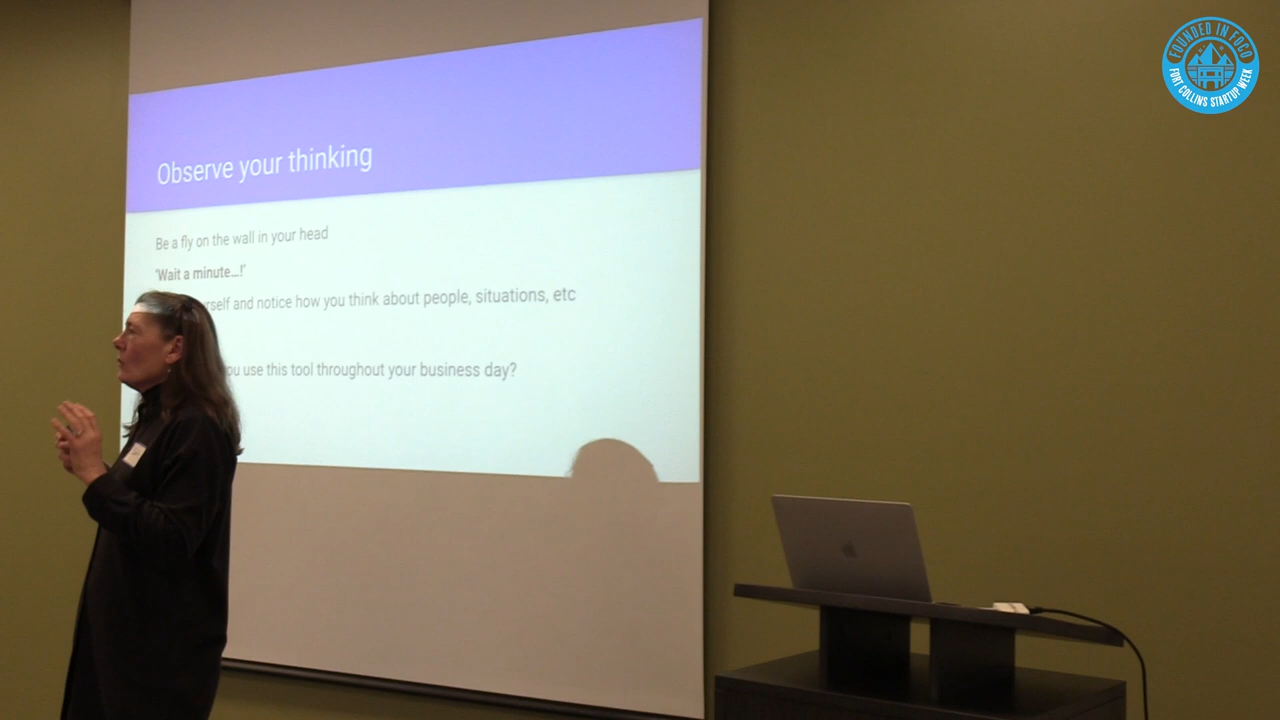 Observe your thinking
Be a fly on the wall in your head
'Wait a minute…!'
and notice how you think about people, situations, etc
use this tool throughout your business day?
FOUNDED IN FOCO
FORT COLLINS STARTUP WEEK